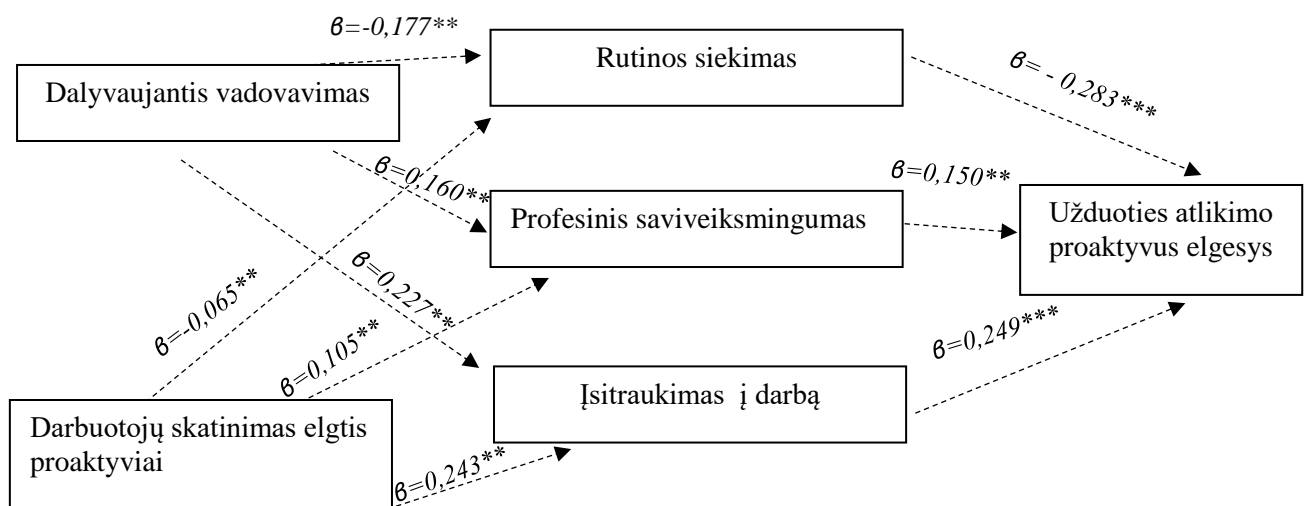 β=-0,177**
Rutinos siekimas
β= - 0,283***
Dalyvaujantis vadovavimas
β=0,160**
β=0,150**
Profesinis saviveiksmingumas
Užduoties atlikimo
proaktyvus elgesys
β=-0,065**
β=0,227**
β=0,105**
β=0,249***
Įsitraukimas į darbą
Darbuotojų skatinimas elgtis
proaktyviai
β=0,243**